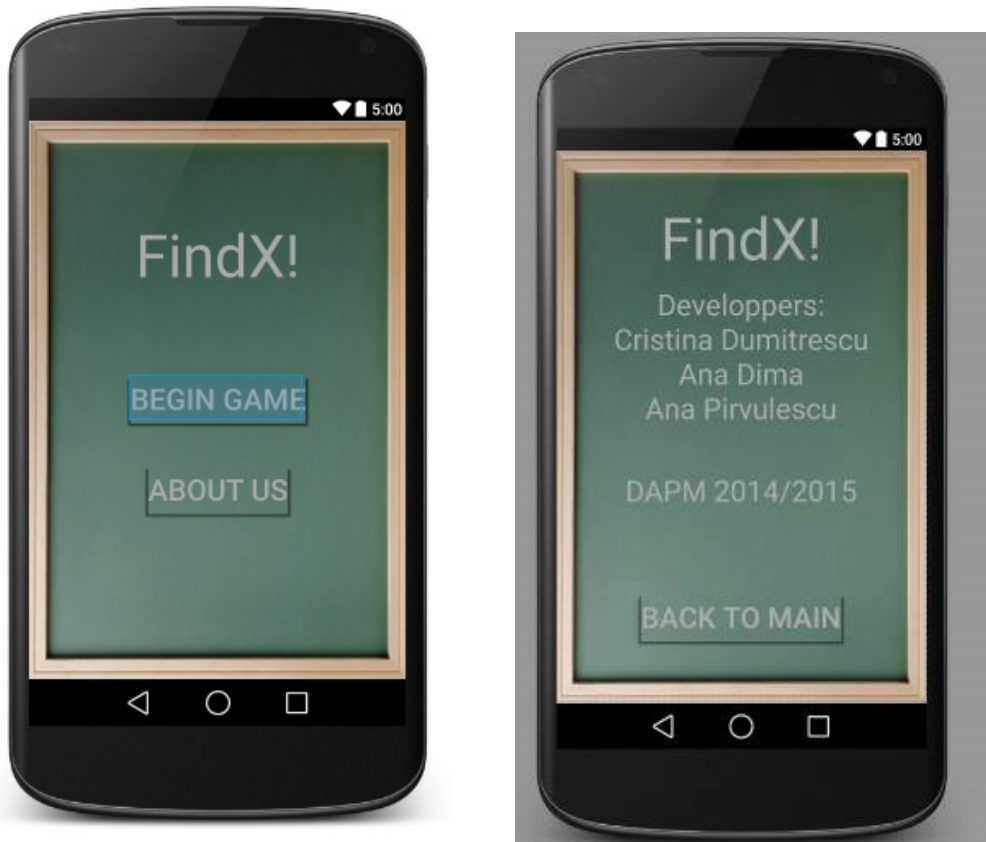 5:00
FindX!
BEGIN GAME
ABOUT US
5:00
FindX!
Developpers:
Cristina Dumitrescu
Ana Dima
Ana Pirvulescu
DAPM 2014/2015
BACK TO MAIN